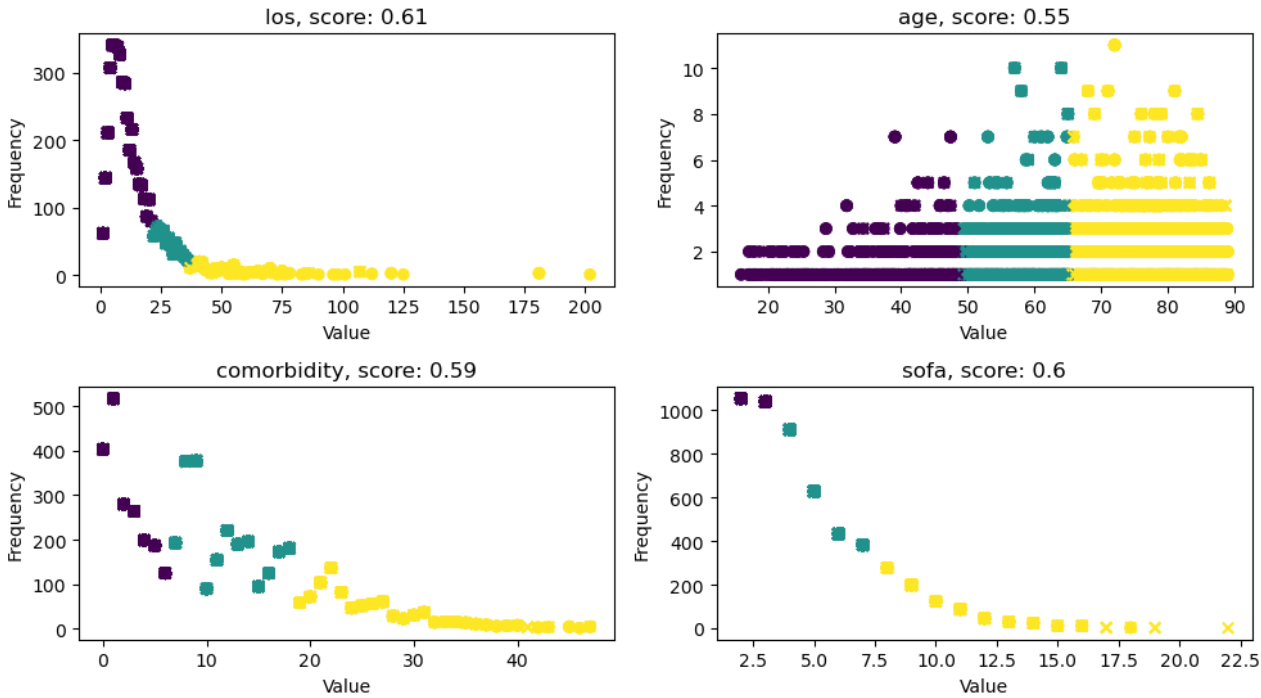 los, score: 0.61
Frequency
300
200
100
0
0 25 50 75 100 125 150 175 200
Value
age, score: 0.55
Frequency
10
8
6
4
2
20 30 40 50 60 70 80 90
Value
comorbidity, score: 0.59
Frequency
500
400
300
200
100
0
0 10 20 30 40
Value
sofa, score: 0.6
Frequency
1000
800
600
400
200
0
2.5 5.0 7.5 10.0 12.5 15.0 17.5 20.0 22.5
Value